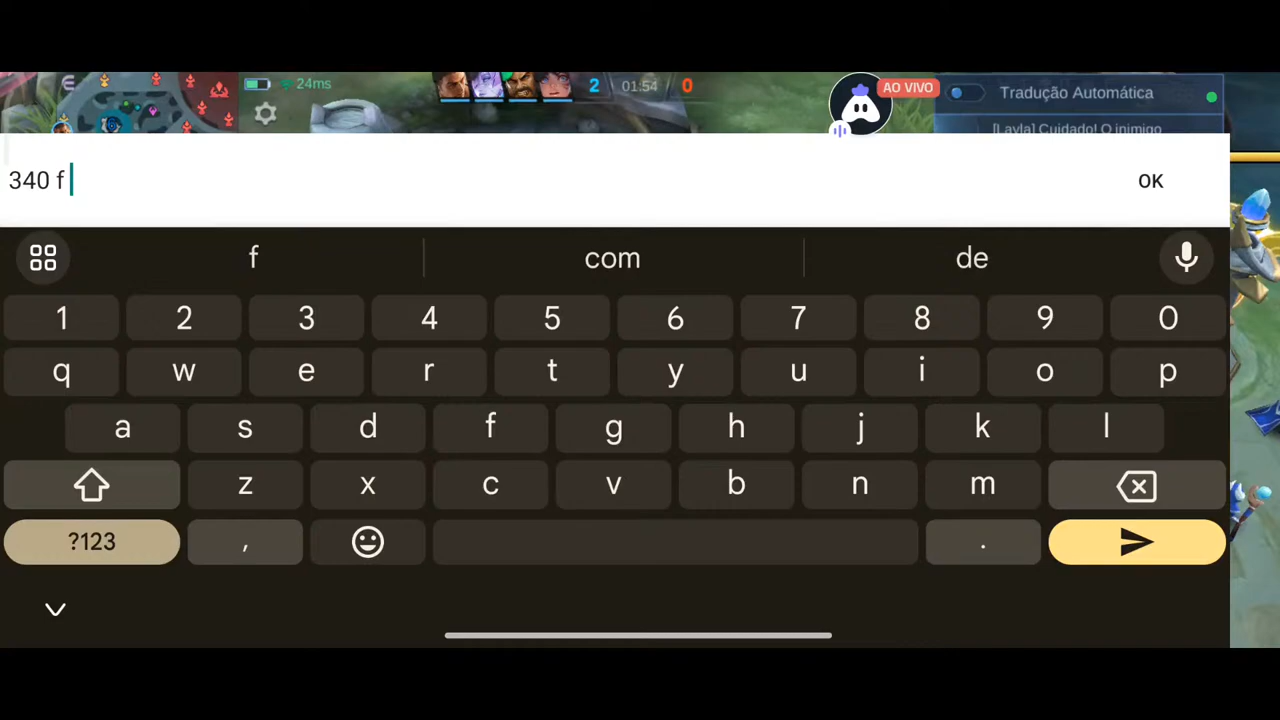 24ms
2 01:54 0
AO VIVO
Tradução Automática
[Layla] Cuidado! O inimigo
340 f
OK
f com de
1 2 3 4 5 6 7 8 9 0
q w e r t y u i o p
a s d f g h j k l
z x c v b n m
?123 , .